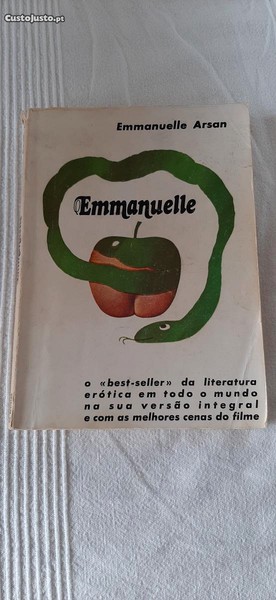 Custojusto.pt
Emmanuelle Arsan
Emmanuelle
o «best-seller» da literatura
erótica em todo o mundo
na sua versão integral
e com as melhores cenas do filme